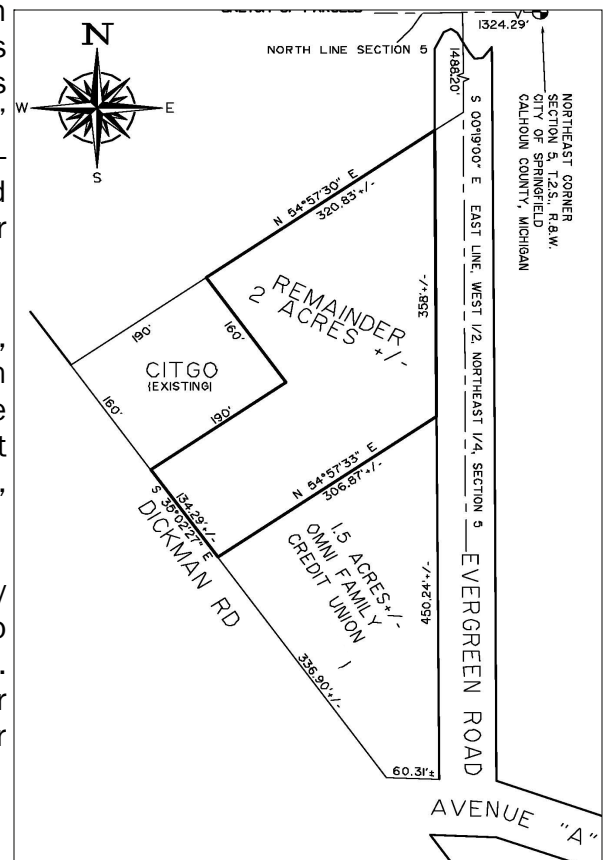 1324.29'
NORTH LINE SECTION 5
1488.20'
NORTHEAST CORNER
SECTION 5, T.2.S., R.8.W.
CITY OF SPRINGFIELD
CALHOUN COUNTY, MICHIGAN
N
W
E
S
S 00°19'00" E EAST LINE, WEST 1/2, NORTHEAST 1/4, SECTION 5
N 54°57'30" E
320.83'+/-
REMAINDER
2 ACRES +/-
358'+/-
190'
160'
CITGO
(EXISTING)
160'
190'
134.29'+/-
S 35°02'27" E
DICKMAN RD
N 54°57'33" E
306.87'+/-
1.5 ACRES+/-
OMNI FAMILY
CREDIT UNION
450.24'+/-
336.90'+/-
60.31'±
EVERGREEN ROAD
AVENUE "A"